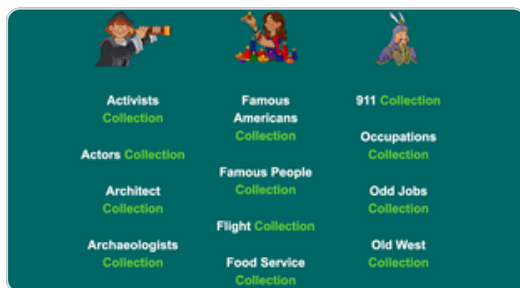 Activists
Collection
Actors Collection
Architect
Collection
Archaeologists
Collection
Famous
Americans
Collection
Famous People
Collection
Flight Collection
Food Service
Collection
911 Collection
Occupations
Collection
Odd Jobs
Collection
Old West
Collection